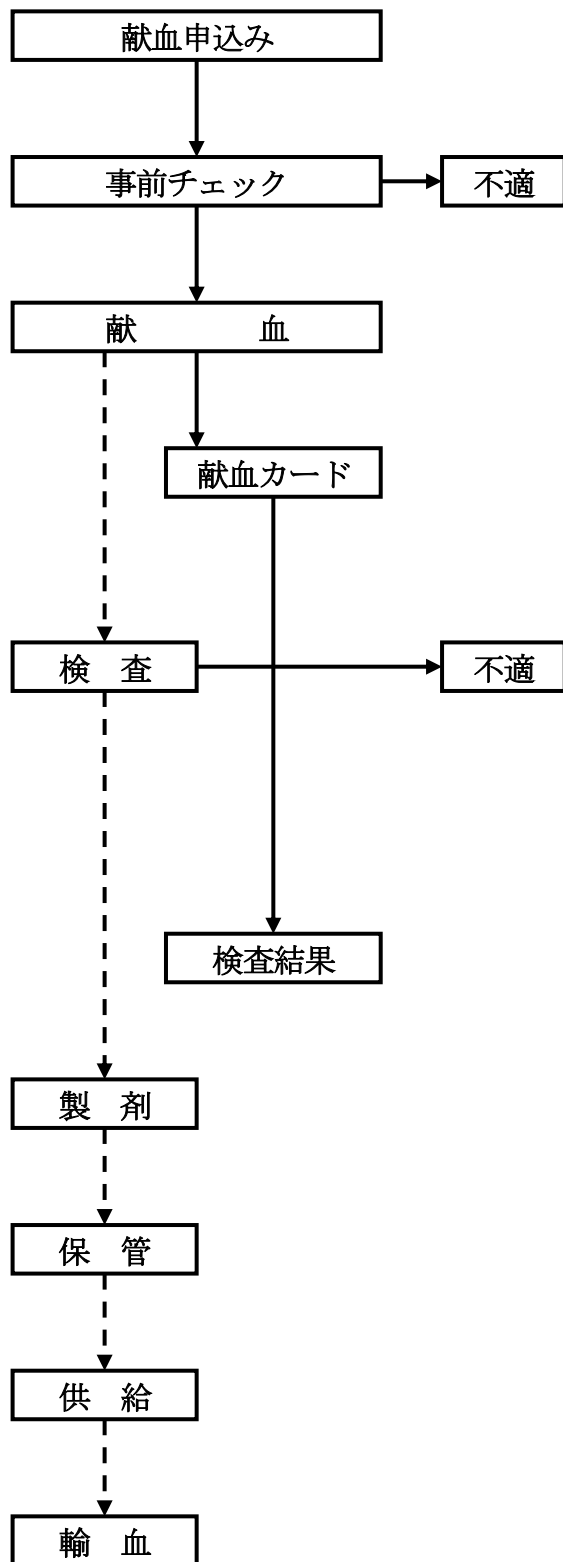 献血申込み
事前チェック
不適
献　　　　血
献血カード
検　査
不適
検査結果
製　剤
保　管
供　給
輸　血